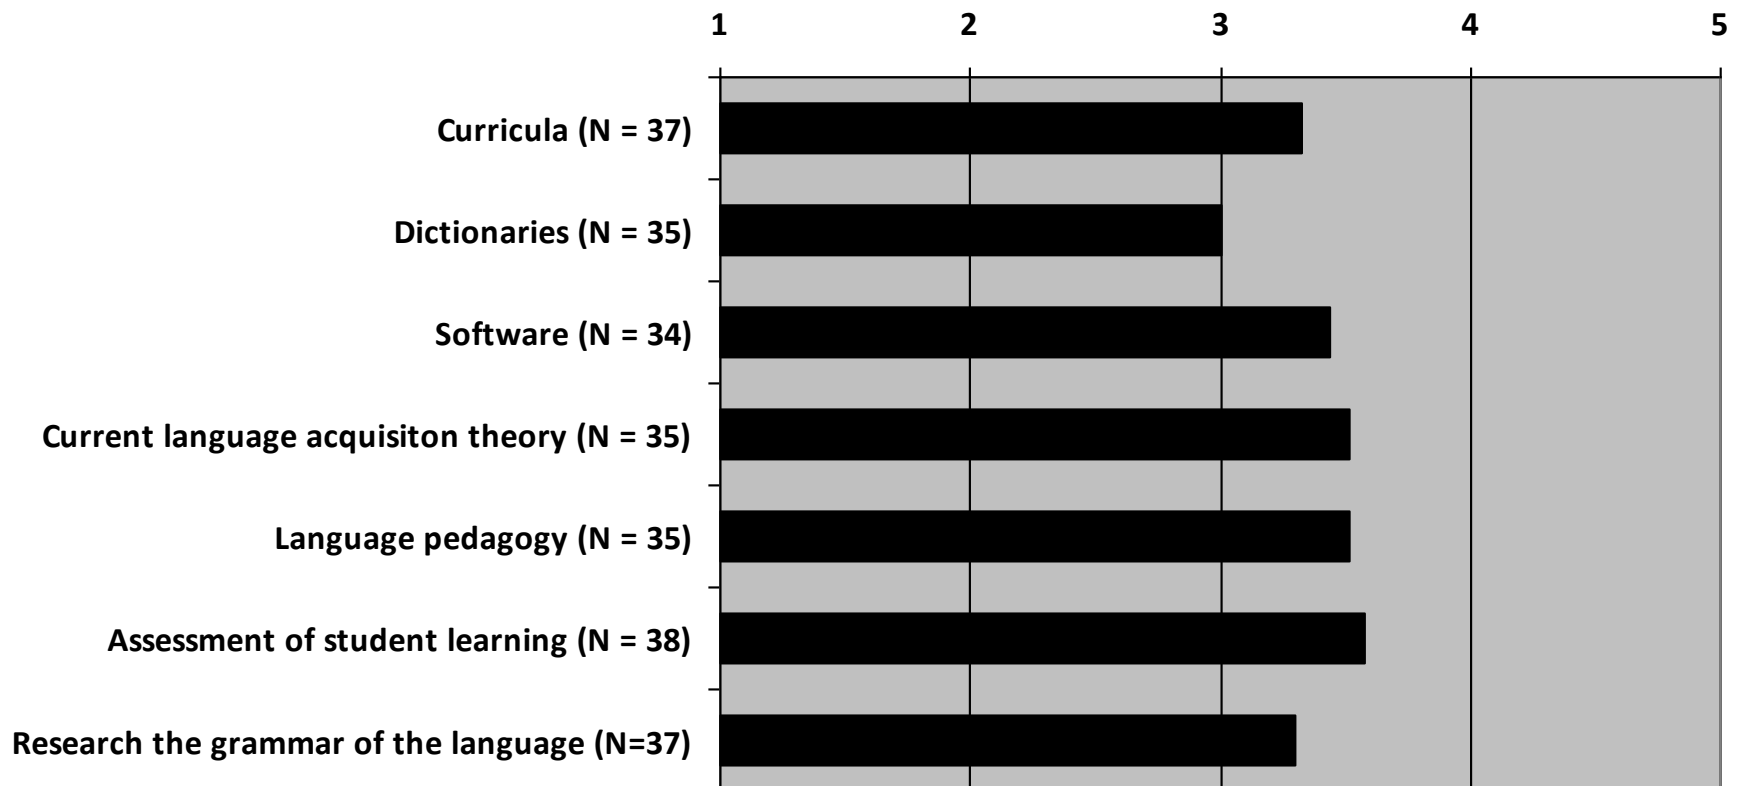 1 2 3 4 5
Curricula (N = 37)
Dictionaries (N = 35)
Software (N = 34)
Current language acquisiton theory (N = 35)
Language pedagogy (N = 35)
Assessment of student learning (N = 38)
Research the grammar of the language (N=37)